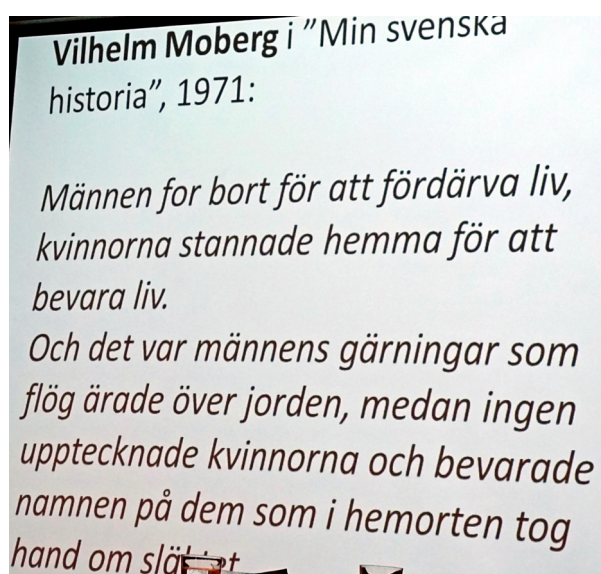 Vilhelm Moberg i ”Min svenska
historia”, 1971:
Männen for bort för att fördärva liv,
kvinnorna stannade hemma för att
bevara liv.
Och det var männens gärningar som
flög ärade över jorden, medan ingen
upptecknade kvinnorna och bevarade
namnen på dem som i hemorten tog
hand om